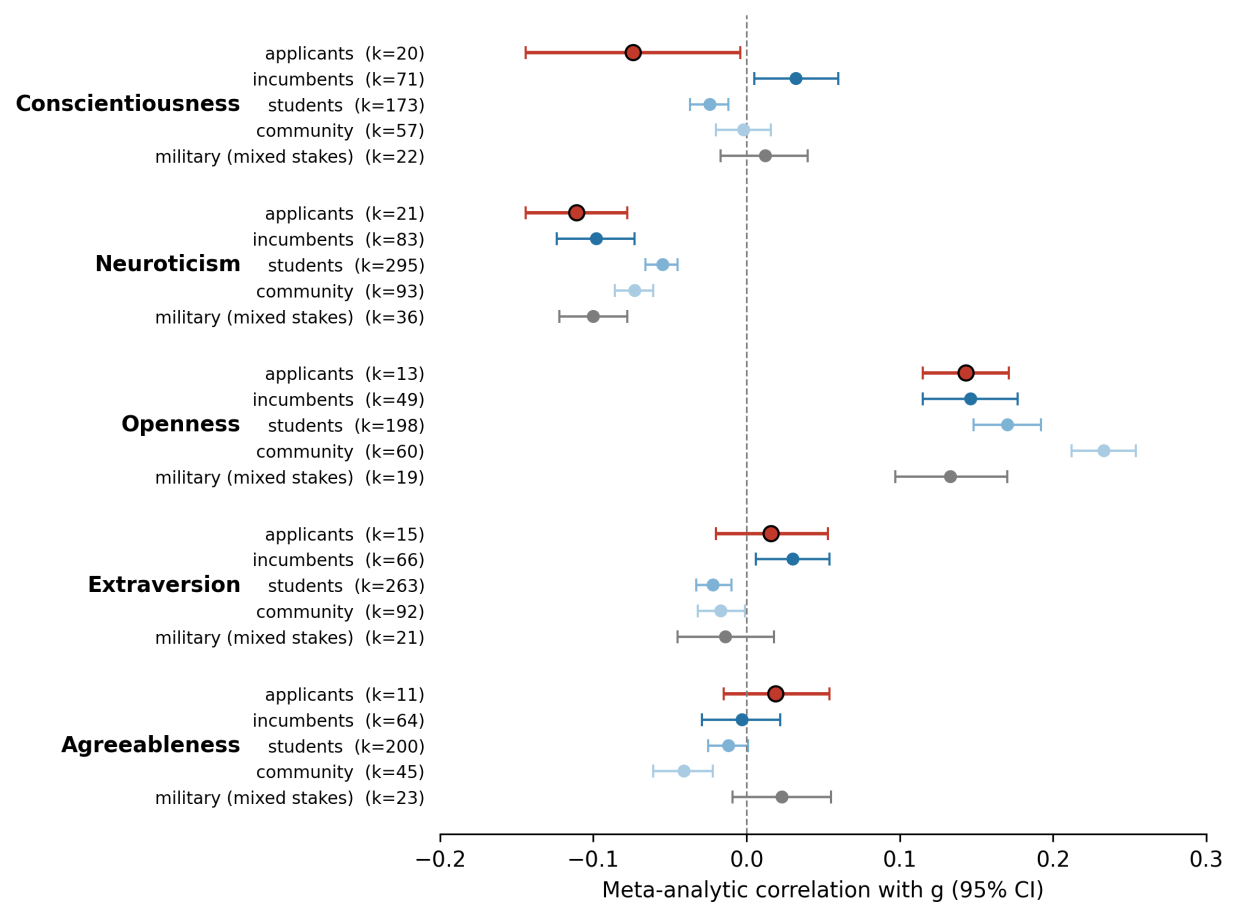 applicants (k=20)
incumbents (k=71)
Conscientiousness students (k=173)
community (k=57)
military (mixed stakes) (k=22)
applicants (k=21)
incumbents (k=83)
Neuroticism students (k=295)
community (k=93)
military (mixed stakes) (k=36)
applicants (k=13)
incumbents (k=49)
Openness students (k=198)
community (k=60)
military (mixed stakes) (k=19)
applicants (k=15)
incumbents (k=66)
Extraversion students (k=263)
community (k=92)
military (mixed stakes) (k=21)
applicants (k=11)
incumbents (k=64)
Agreeableness students (k=200)
community (k=45)
military (mixed stakes) (k=23)
−0.2 −0.1 0.0 0.1 0.2 0.3
Meta-analytic correlation with g (95% CI)